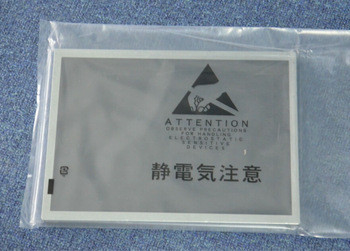 ATTENTION
OBSERVE PRECAUTIONS
FOR HANDLING
ELECTROSTATIC
SENSITIVE
DEVICES
静電気注意